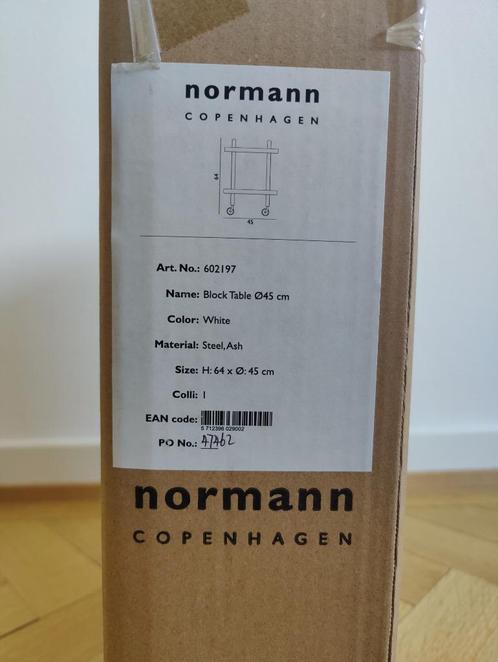 normann
COPENHAGEN
64
45
Art. No.: 602197
Name: Block Table Ø45 cm
Color: White
Material: Steel, Ash
Size: H: 64 x Ø: 45 cm
Colli: 1
EAN code:
5 712396 029002
PO No.: 47462
normann
COPENHAGEN